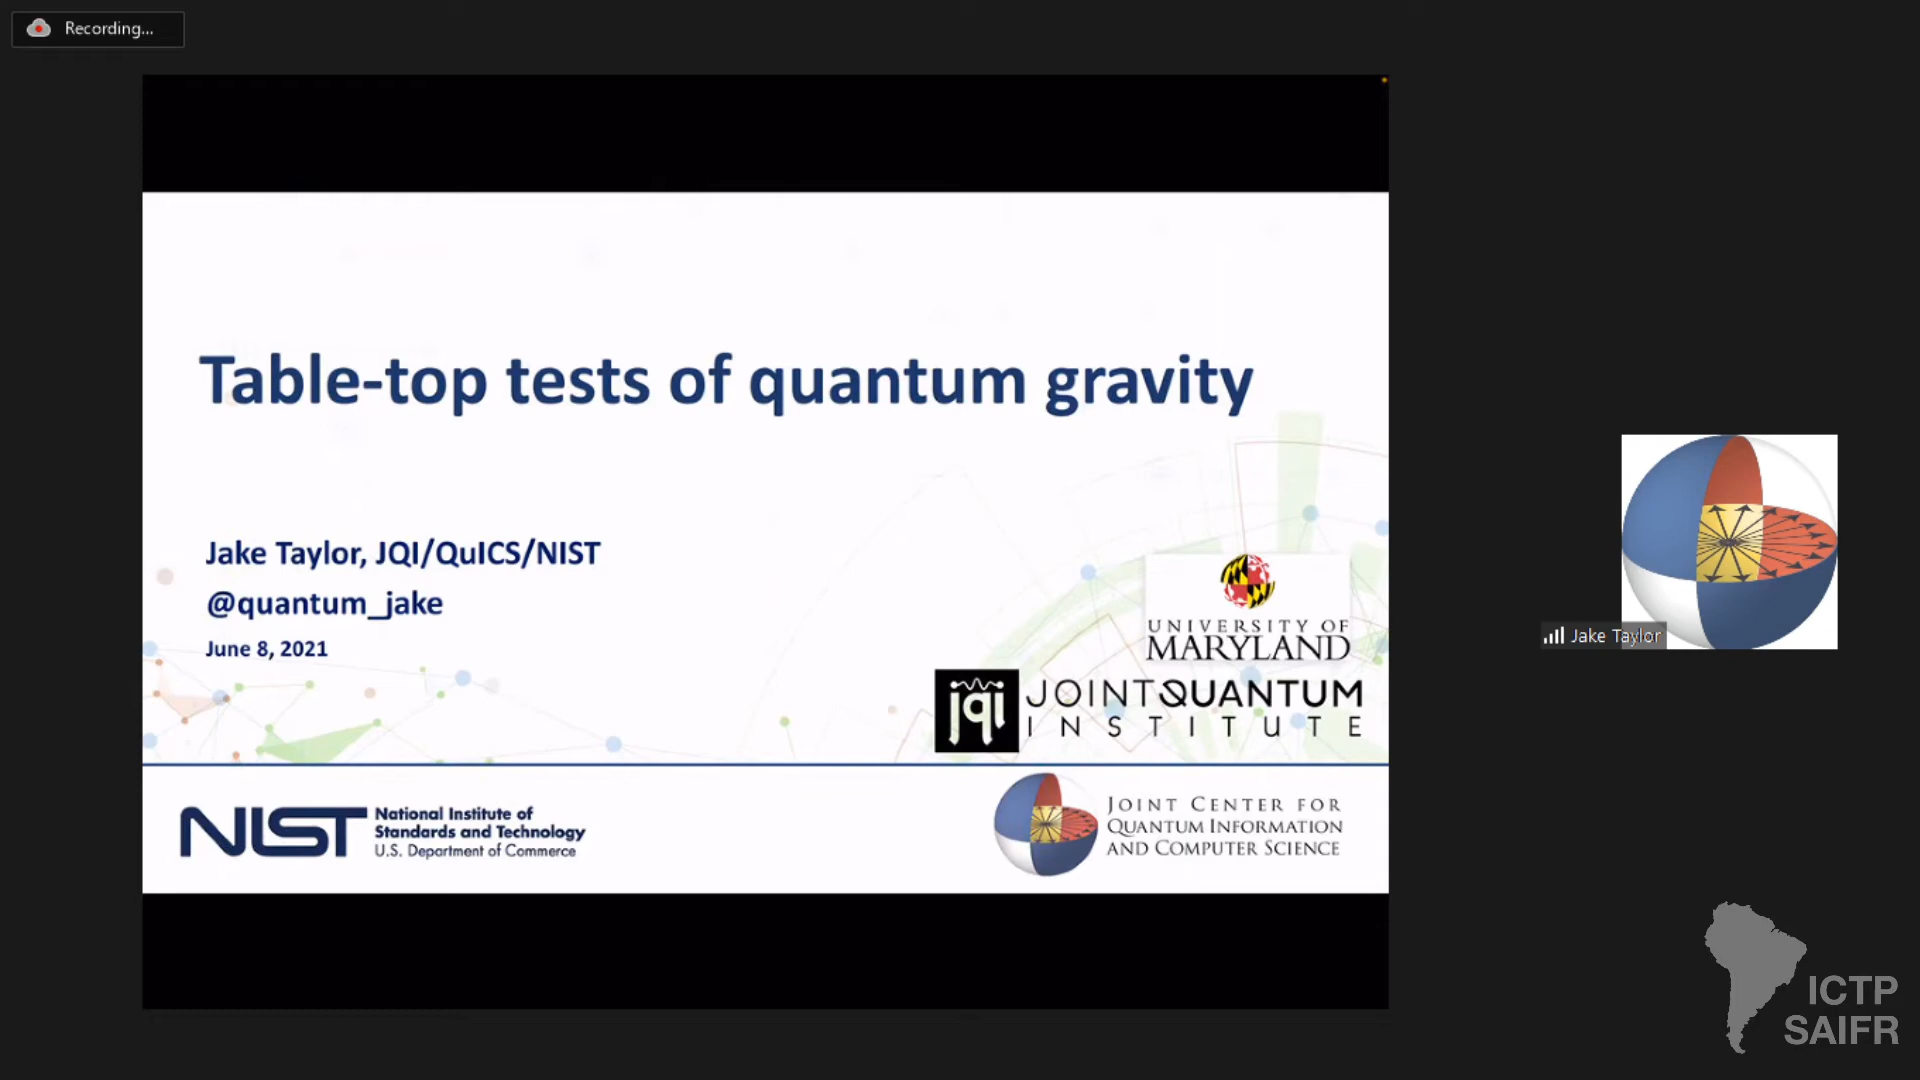 Recording...
Table-top tests of quantum gravity
Jake Taylor, JQI/QuICS/NIST
@quantum_jake
June 8, 2021
UNIVERSITY OF
MARYLAND
jqi
JOINT QUANTUM
INSTITUTE
NIST
National Institute of
Standards and Technology
U.S. Department of Commerce
JOINT CENTER FOR
QUANTUM INFORMATION
AND COMPUTER SCIENCE
Jake Taylor
ICTP
SAIFR